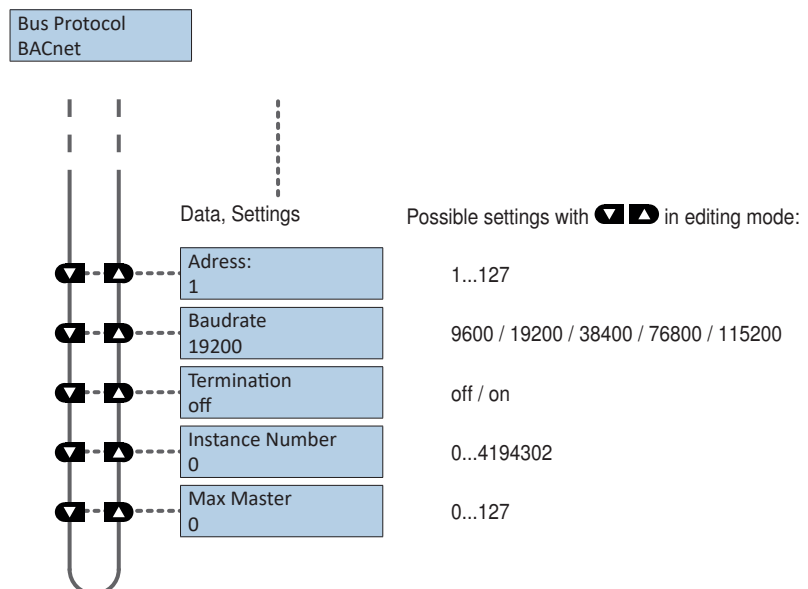 Bus Protocol
BACnet
Data, Settings
Possible settings with in editing mode:
Adress:
1
1...127
Baudrate
19200
9600 / 19200 / 38400 / 76800 / 115200
Termination
off
off / on
Instance Number
0
0...4194302
Max Master
0
0...127